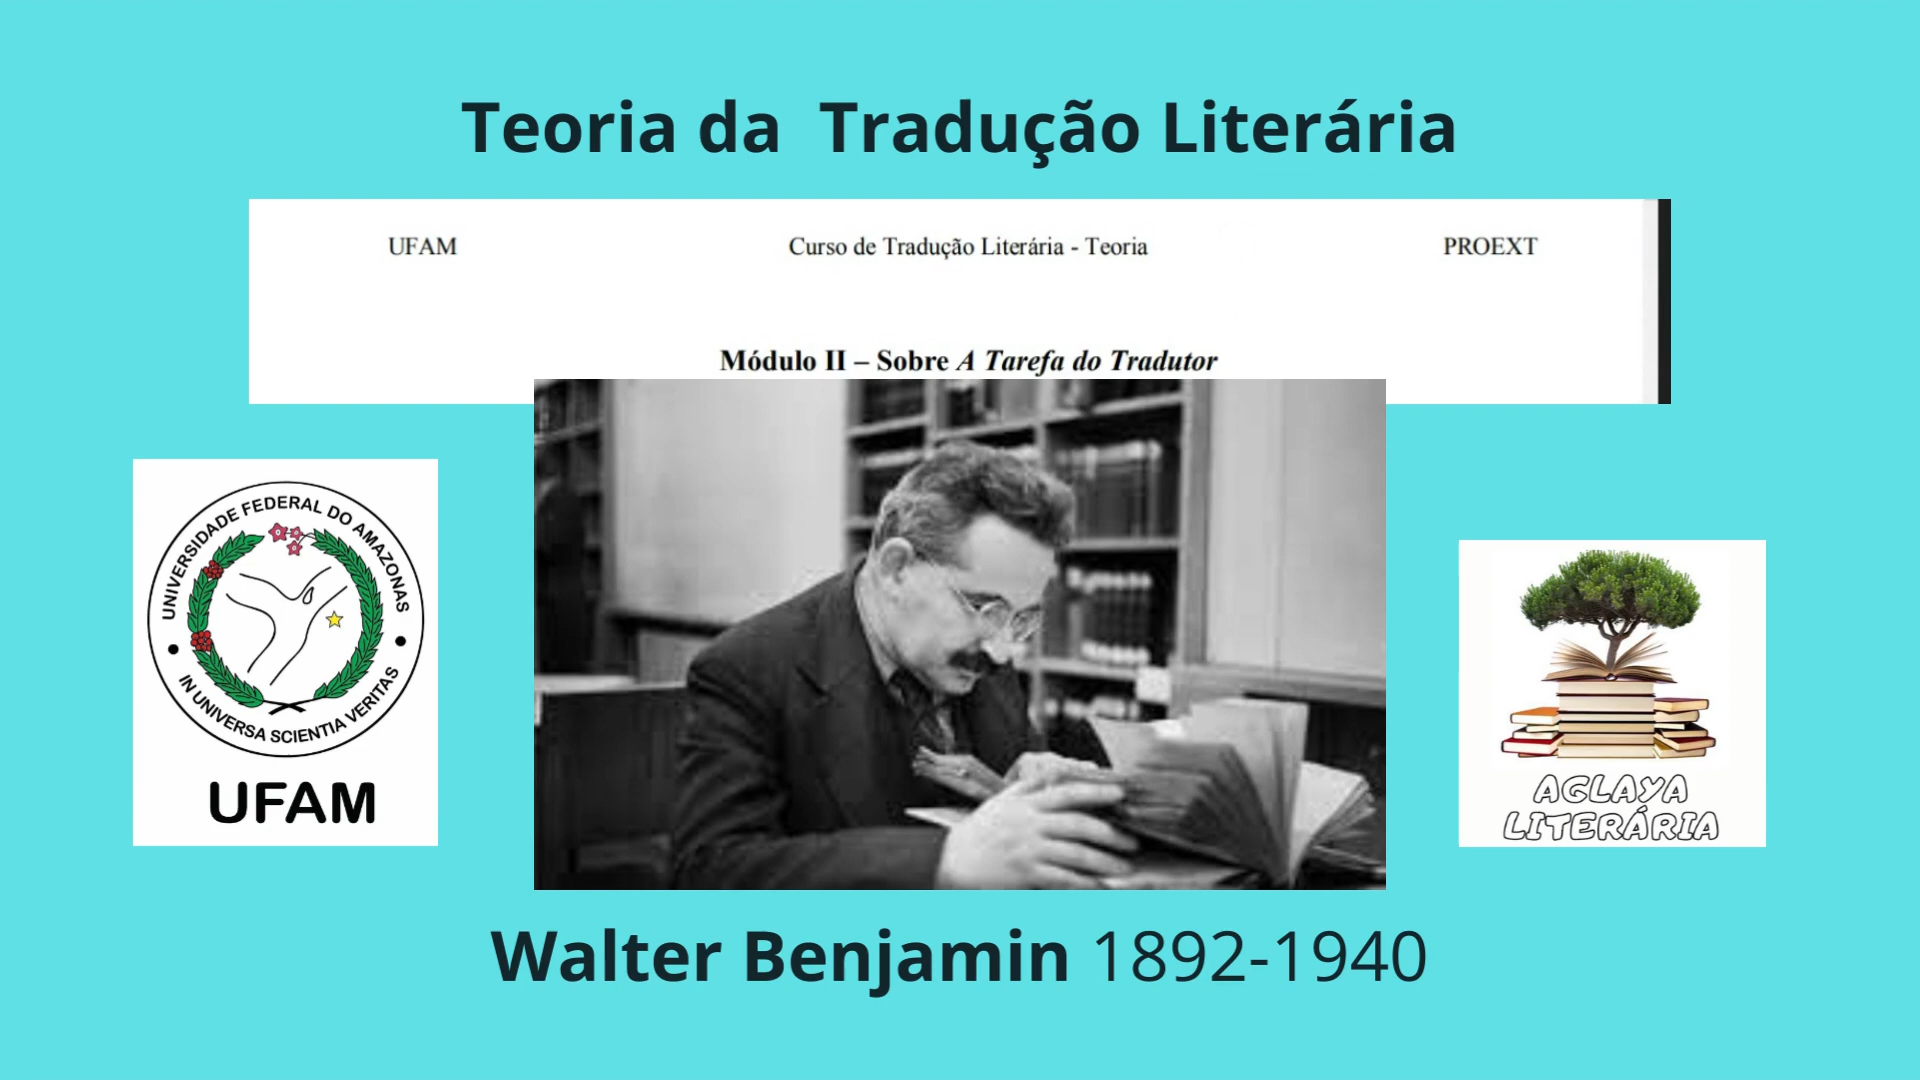 Teoria da Tradução Literária
UFAM Curso de Tradução Literária - Teoria PROEXT
Módulo II – Sobre A Tarefa do Tradutor
UNIVERSIDADE FEDERAL DO AMAZONAS
IN UNIVERSA SCIENTIA VERITAS
UFAM
AGLAYA
LITERÁRIA
Walter Benjamin 1892-1940